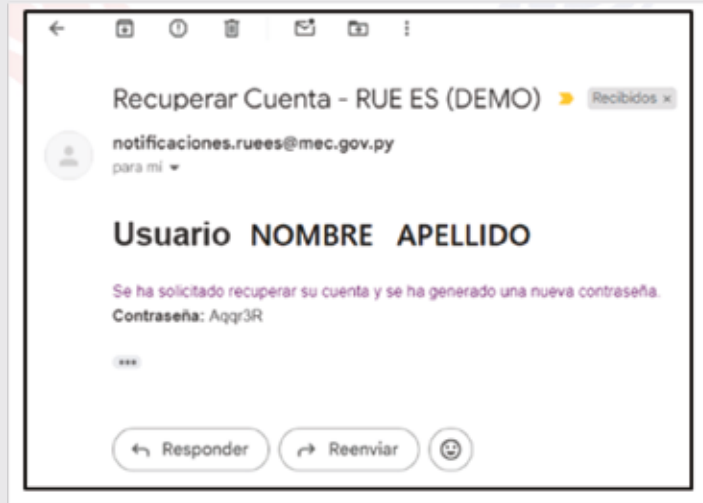 Recuperar Cuenta - RUE ES (DEMO) Recibidos x
notificaciones.ruees@mec.gov.py
para mí
Usuario NOMBRE APELLIDO
Se ha solicitado recuperar su cuenta y se ha generado una nueva contraseña.
Contraseña: Aqqr3R
Responder Reenviar